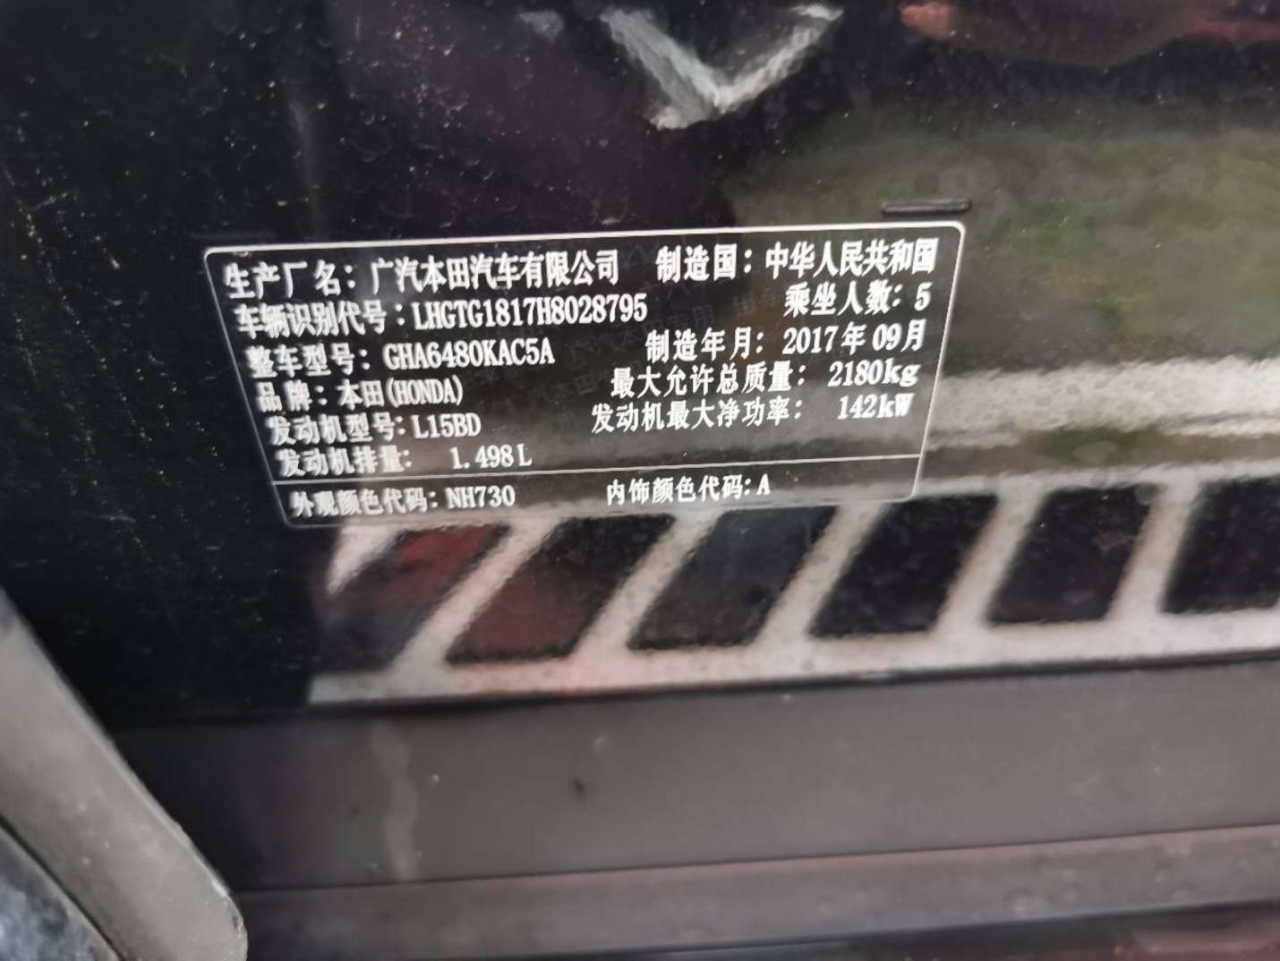 生产厂名：广汽本田汽车有限公司 制造国：中华人民共和国
车辆识别代号：LHGTG1817H8028795 乘坐人数：5
整车型号：GHA6480KAC5A 制造年月：2017年09月
品牌：本田(HONDA) 最大允许总质量：2180kg
发动机型号：L15BD 发动机最大净功率：142kW
发动机排量：1.498L
外观颜色代码：NH730 内饰颜色代码：A